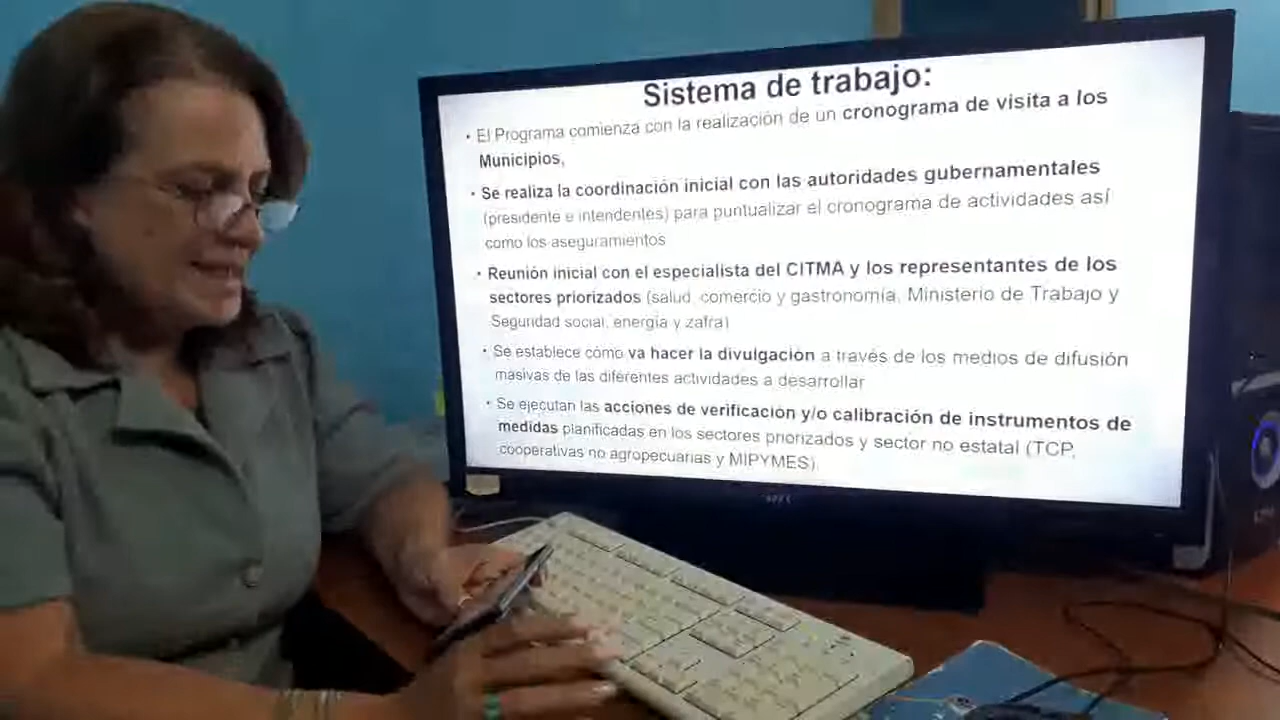 Sistema de trabajo:
• El Programa comienza con la realización de un cronograma de visita a los
Municipios,
• Se realiza la coordinación inicial con las autoridades gubernamentales
(presidente e intendentes) para puntualizar el cronograma de actividades así
como los aseguramientos
• Reunión inicial con el especialista del CITMA y los representantes de los
sectores priorizados (salud, comercio y gastronomía, Ministerio de Trabajo y
Seguridad social, energía y zafra)
• Se establece cómo va hacer la divulgación a través de los medios de difusión
masivas de las diferentes actividades a desarrollar
• Se ejecutan las acciones de verificación y/o calibración de instrumentos de
medidas planificadas en los sectores priorizados y sector no estatal (TCP,
cooperativas no agropecuarias y MIPYMES).